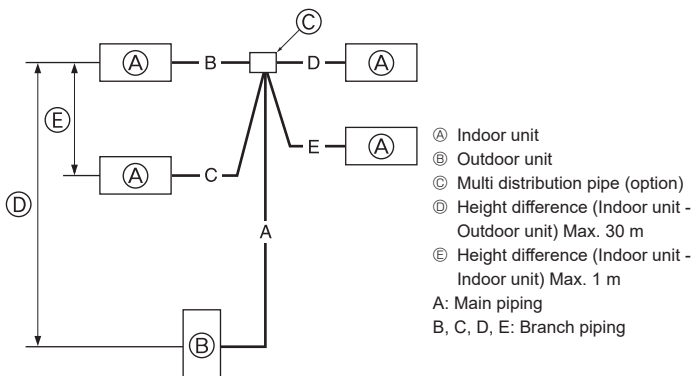 Ⓒ
Ⓐ B D Ⓐ
Ⓔ
E Ⓐ
Ⓐ C
Ⓓ
A
Ⓑ
Ⓐ Indoor unit
Ⓑ Outdoor unit
Ⓒ Multi distribution pipe (option)
Ⓓ Height difference (Indoor unit -
Outdoor unit) Max. 30 m
Ⓔ Height difference (Indoor unit -
Indoor unit) Max. 1 m
A: Main piping
B, C, D, E: Branch piping